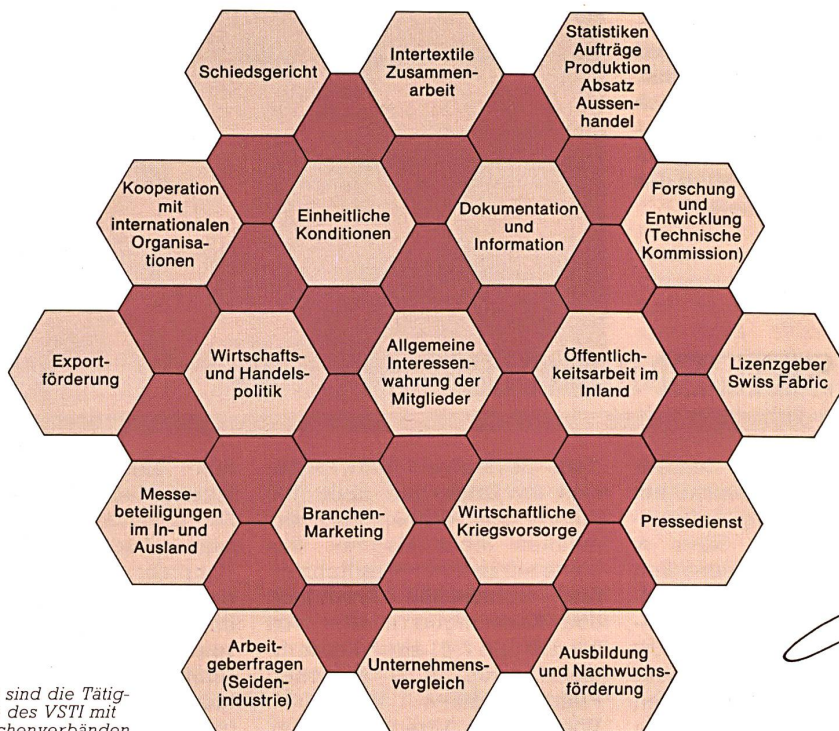 Schiedsgericht
Intertextile
Zusammen-
arbeit
Statistiken
Aufträge
Produktion
Absatz
Aussen-
handel
Kooperation
mit
internationalen
Organisa-
tionen
Einheitliche
Konditionen
Dokumentation
und
Information
Forschung
und
Entwicklung
(Technische
Kommission)
Export-
förderung
Wirtschafts-
und Handels-
politik
Allgemeine
Interessen-
wahrung der
Mitglieder
Öffentlich-
keitsarbeit im
Inland
Lizenzgeber
Swiss Fabric
Messe-
beteiligungen
im In- und
Ausland
Branchen-
Marketing
Wirtschaftliche
Kriegsvorsorge
Pressedienst
Arbeit-
geberfragen
(Seiden-
industrie)
Unternehmens-
vergleich
Ausbildung
und Nachwuchs-
förderung
sind die Tätig-
des VSTI mit
chenverbänden